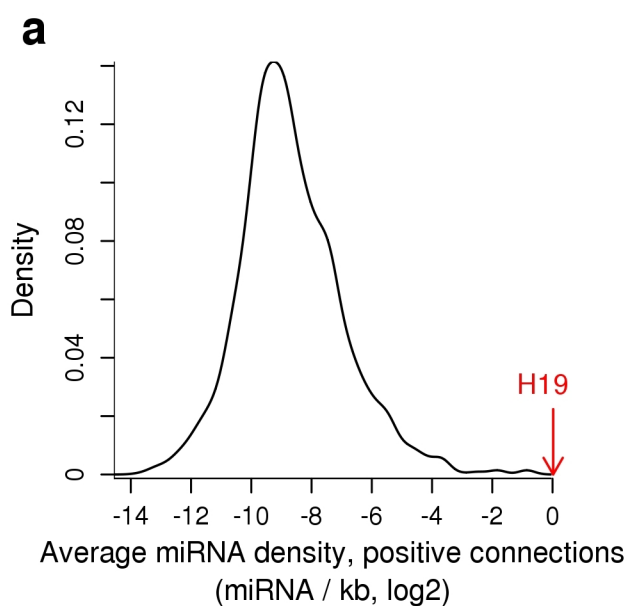 a
Density
0.12
0.08
0.04
0
H19
-14 -12 -10 -8 -6 -4 -2 0
Average miRNA density, positive connections
(miRNA / kb, log2)